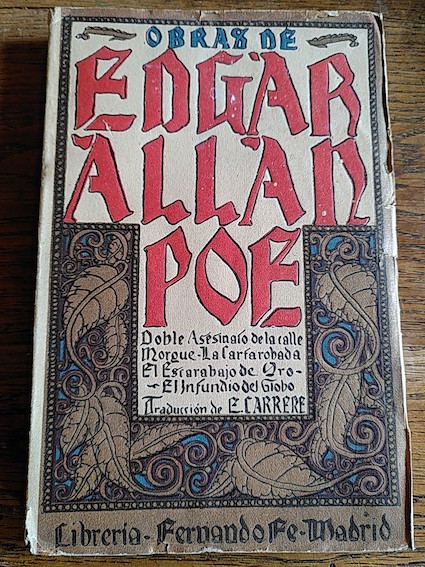 OBRAS DE
EDGAR
ALLAN
POE
Doble Asesinato de la calle
Morgue-La Carta robada
El Escarabajo de Oro-
-El Infundio del Globo
Traducción de E. CARRERE
Librería-Fernando Fe-Madrid